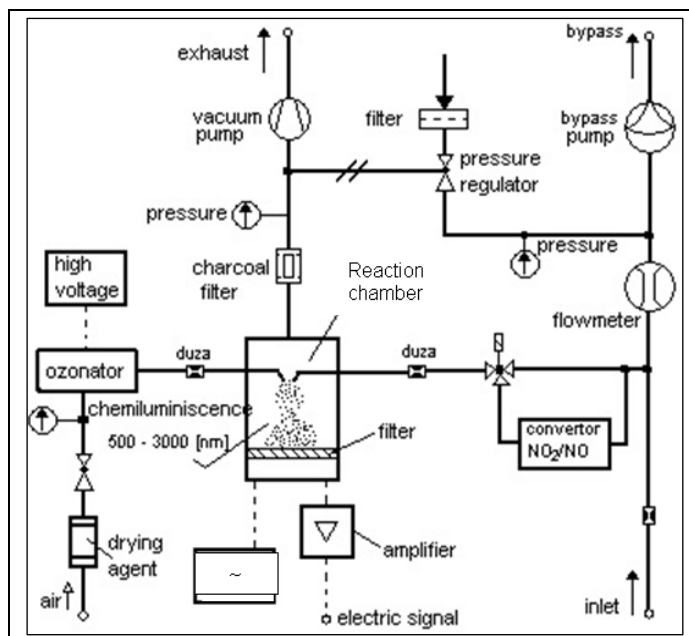 exhaust
vacuum
pump
filter
bypass
bypass
pump
pressure
regulator
pressure
pressure
high
voltage
charcoal
filter
Reaction
chamber
flowmeter
ozonator
duza
duza
chemiluminiscence
500 - 3000 [nm]
filter
convertor
NO₂/NO
drying
agent
air
~
amplifier
electric signal
inlet